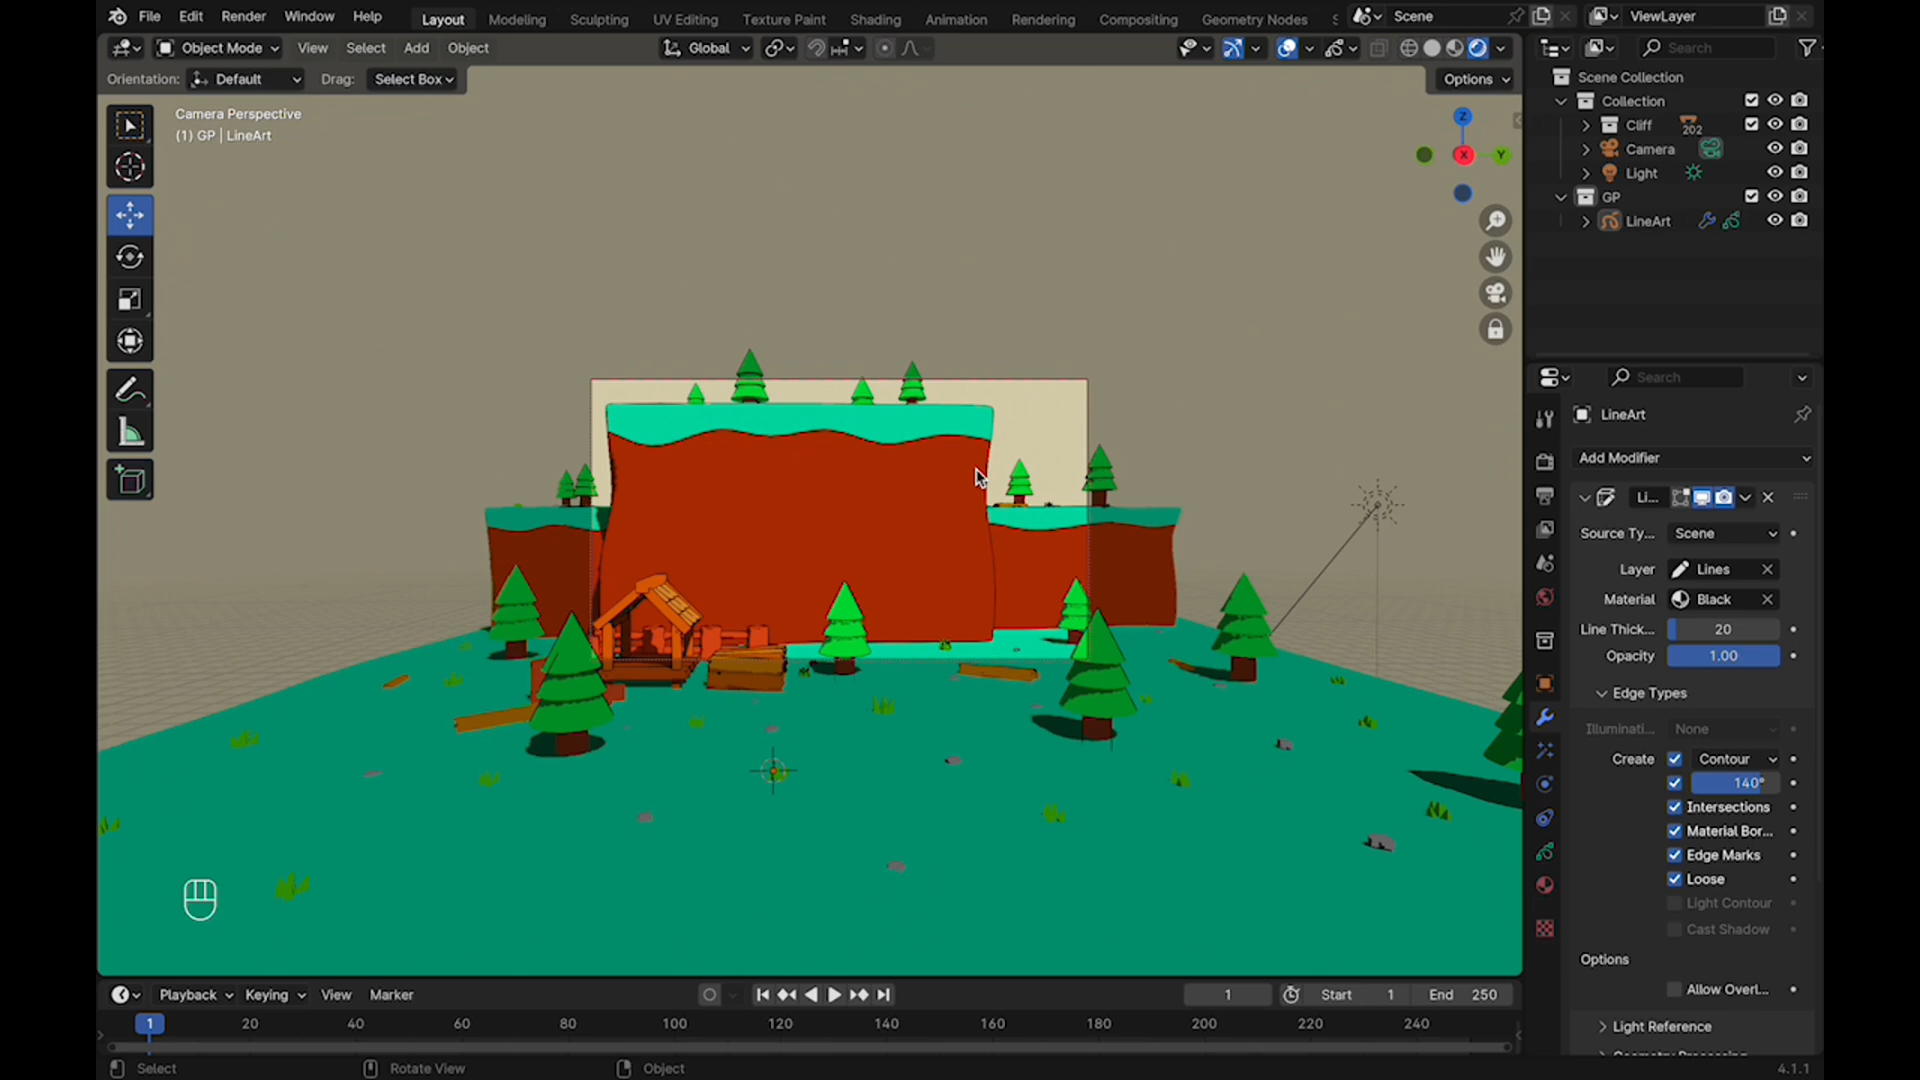 File Edit Render Window Help Layout Modeling Sculpting UV Editing Texture Paint Shading Animation Rendering Compositing Geometry Nodes Scene ViewLayer
Object Mode View Select Add Object Global Search
Orientation: Default Drag: Select Box Options
Scene Collection
Collection
Cliff 202
Camera
Light
GP
LineArt
Camera Perspective
(1) GP | LineArt
Z
X Y
Search
LineArt
Add Modifier
Li...
Source Ty... Scene
Layer Lines
Material Black
Line Thick... 20
Opacity 1.00
Edge Types
Illuminati... None
Create Contour
140°
Intersections
Material Bor...
Edge Marks
Loose
Light Contour
Cast Shadow
Options
Allow Overl...
Light Reference
Playback Keying View Marker 1 Start 1 End 250
1 20 40 60 80 100 120 140 160 180 200 220 240
Select Rotate View Object 4.1.1